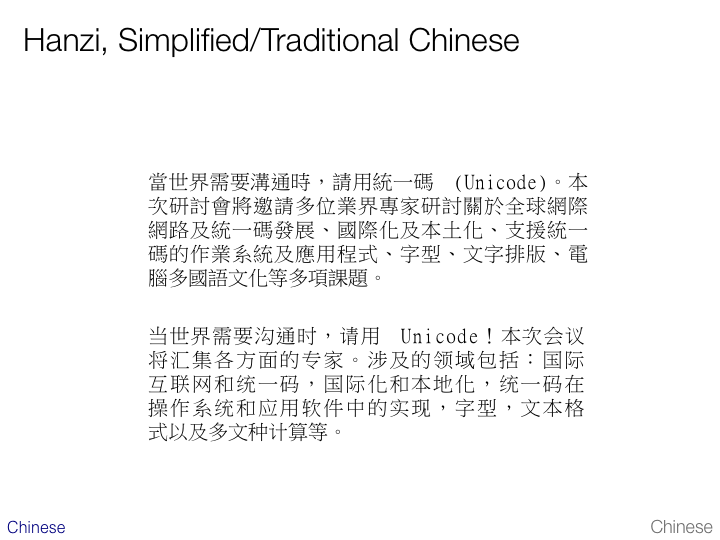 Hanzi, Simplified/Traditional Chinese
當世界需要溝通時，請用統一碼 (Unicode)。本
次研討會將邀請多位業界專家研討關於全球網際
網路及統一碼發展、國際化及本土化、支援統一
碼的作業系統及應用程式、字型、文字排版、電
腦多國語文化等多項課題。
当世界需要沟通时，请用 Unicode！本次会议
将汇集各方面的专家。涉及的领域包括：国际
互联网和统一码，国际化和本地化，统一码在
操作系统和应用软件中的实现，字型，文本格
式以及多文种计算等。
Chinese
Chinese